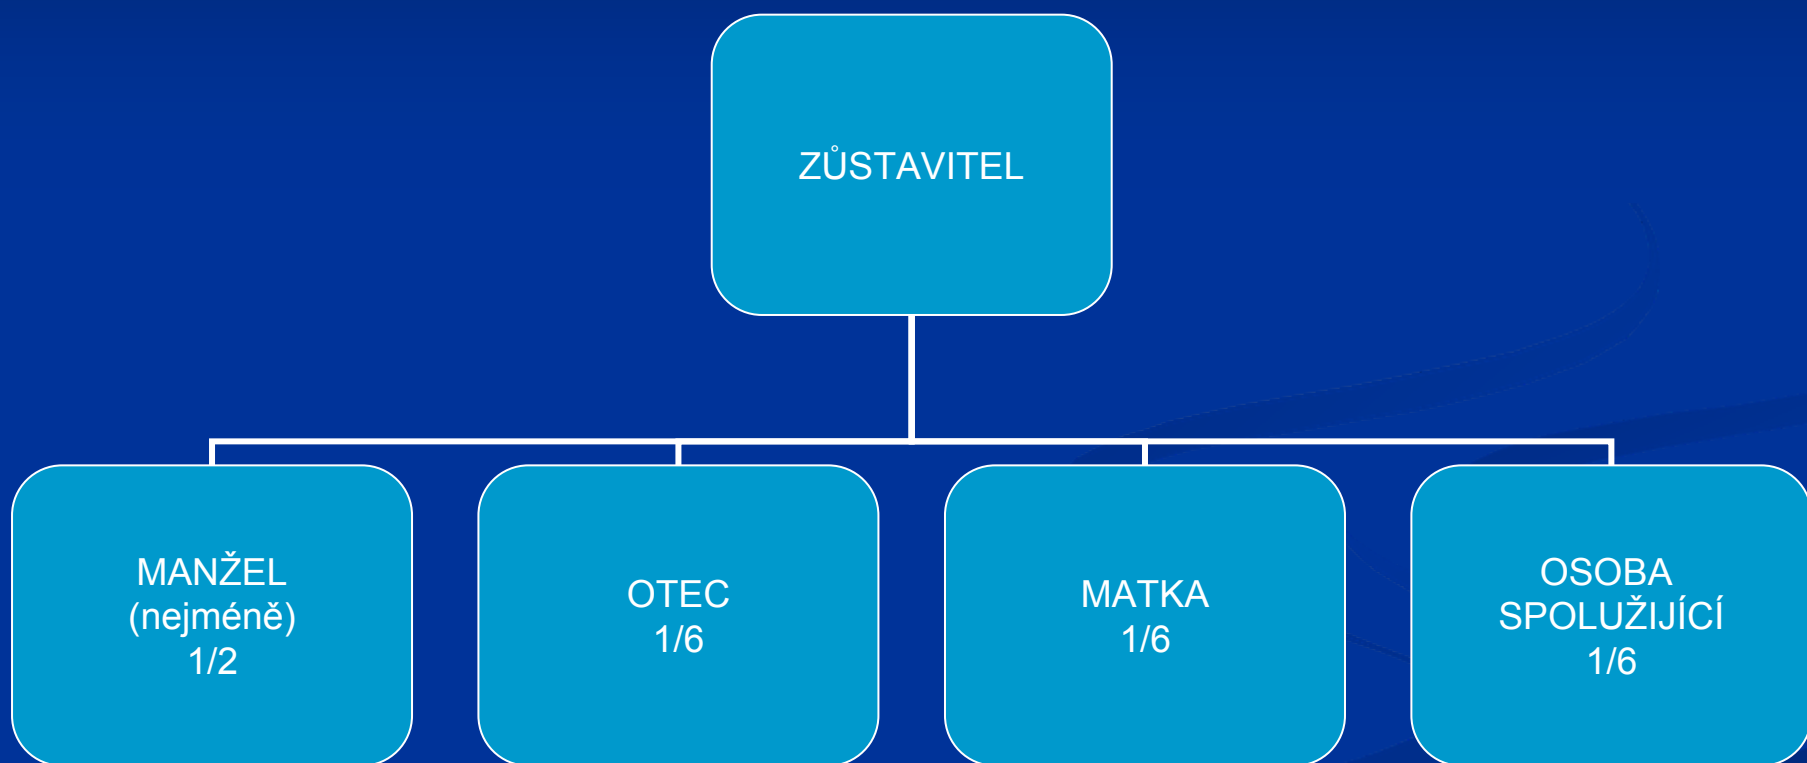 ZŮSTAVITEL
MANŽEL
(nejméně)
1/2
OTEC
1/6
MATKA
1/6
OSOBA
SPOLUŽIJÍCÍ
1/6